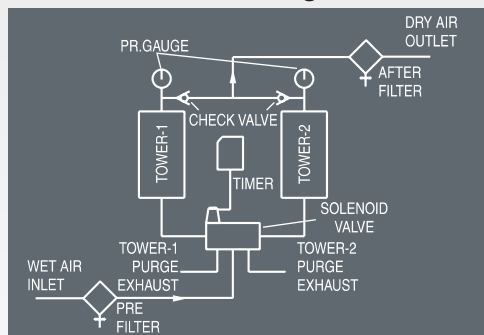 DRY AIR
OUTLET
PR.GAUGE
AFTER
FILTER
CHECK VALVE
TOWER-1
TOWER-2
TIMER
SOLENOID
VALVE
TOWER-1
PURGE
EXHAUST
TOWER-2
PURGE
EXHAUST
WET AIR
INLET
PRE
FILTER